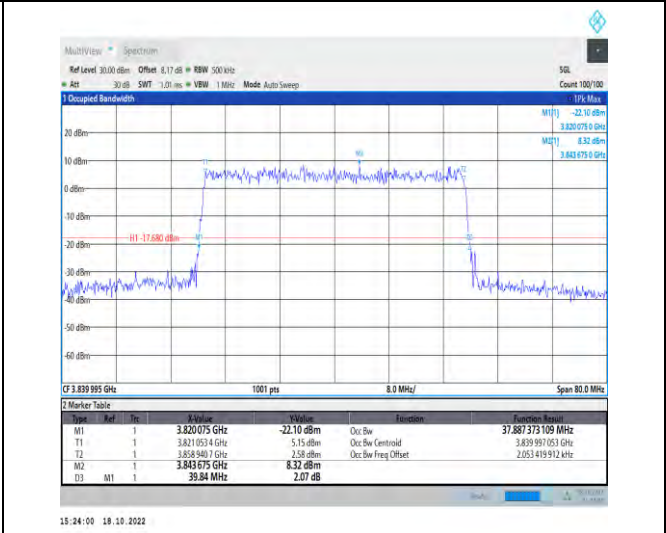 MultiView Spectrum
Ref Level 30.00 dBm Offset 8.17 dB RBW 500 kHz SGL
Att 30 dB SWT 1.01 ms VBW 1 MHz Mode Auto Sweep Count 100/100
1 Occupied Bandwidth 1Pk Max
M1[1] -22.10 dBm
3.820 075 0 GHz
20 dBm M2[1] 8.32 dBm
3.843 675 0 GHz
10 dBm T1 M2 T2
0 dBm
-10 dBm
H1 -17.680 dBm M1 D3
-20 dBm
-30 dBm
-40 dBm
-50 dBm
-60 dBm
CF 3.839 995 GHz 1001 pts 8.0 MHz/ Span 80.0 MHz
2 Marker Table
Type Ref Trc X-Value Y-Value Function Function Result
M1 1 3.820 075 GHz -22.10 dBm Occ Bw 37.887 373 109 MHz
T1 1 3.821 053 4 GHz 5.15 dBm Occ Bw Centroid 3.839 997 053 GHz
T2 1 3.858 940 7 GHz 2.58 dBm Occ Bw Freq Offset 2.053 419 912 kHz
M2 1 3.843 675 GHz 8.32 dBm
D3 M1 1 39.84 MHz 2.07 dB
15:24:00 18.10.2022